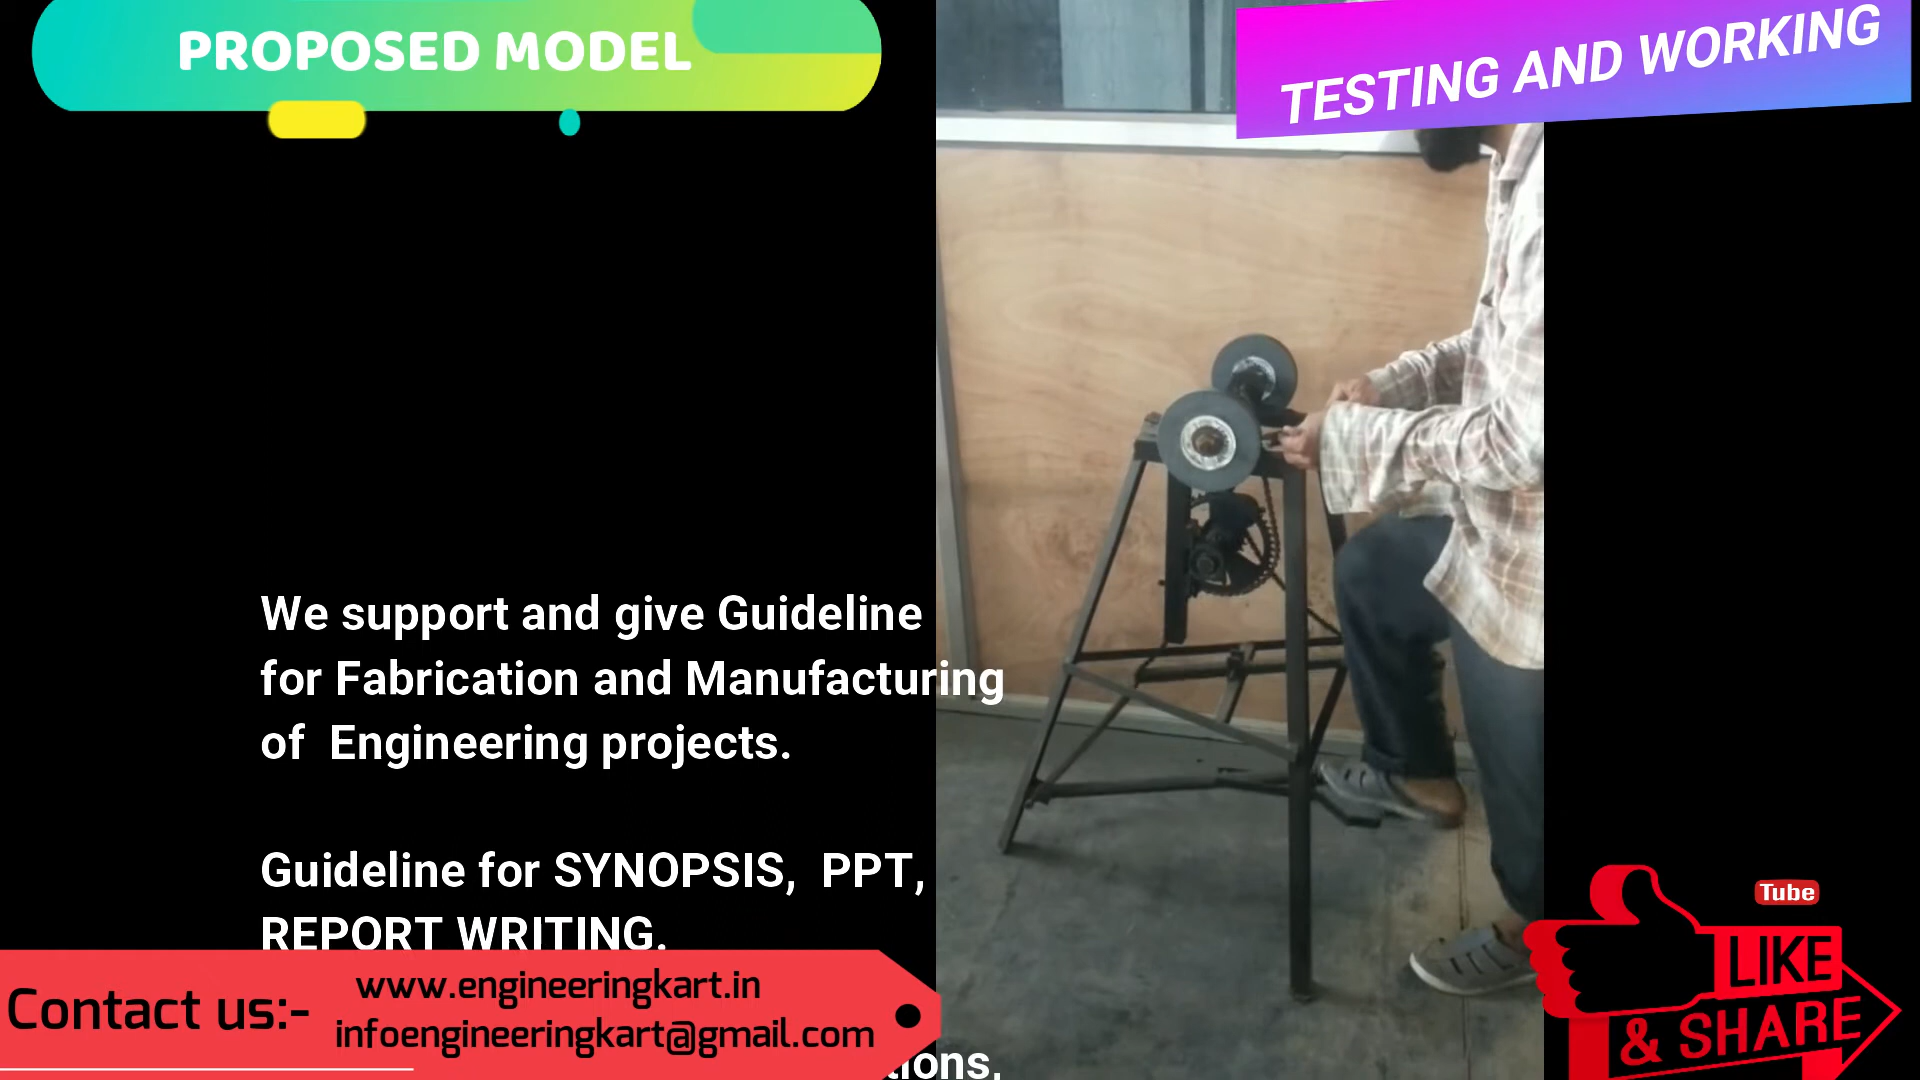 PROPOSED MODEL
TESTING AND WORKING
We support and give Guideline
for Fabrication and Manufacturing
of Engineering projects.
Guideline for SYNOPSIS, PPT,
REPORT WRITING.
Contact us:-
www.engineeringkart.in
infoengineeringkart@gmail.com
Tube
LIKE
& SHARE